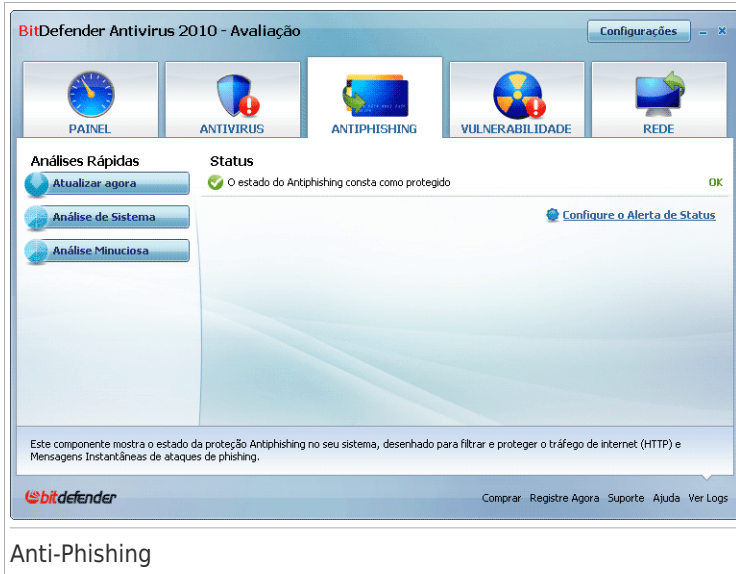 BitDefender Antivirus 2010 - Avaliação
Configurações
PAINEL
ANTIVIRUS
ANTIPHISHING
VULNERABILIDADE
REDE
Análises Rápidas
Atualizar agora
Análise de Sistema
Análise Minuciosa
Status
O estado do Antiphishing consta como protegido OK
Configure o Alerta de Status
Este componente mostra o estado da proteção Antiphishing no seu sistema, desenhado para filtrar e proteger o tráfego de internet (HTTP) e
Mensagens Instantâneas de ataques de phishing.
bitdefender
Comprar Registre Agora Suporte Ajuda Ver Logs
Anti-Phishing